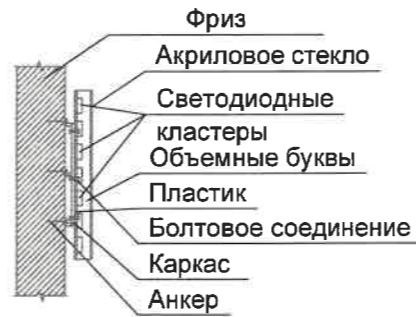 Фриз
Акриловое стекло
Светодиодные
кластеры
Объемные буквы
Пластик
Болтовое соединение
Каркас
Анкер